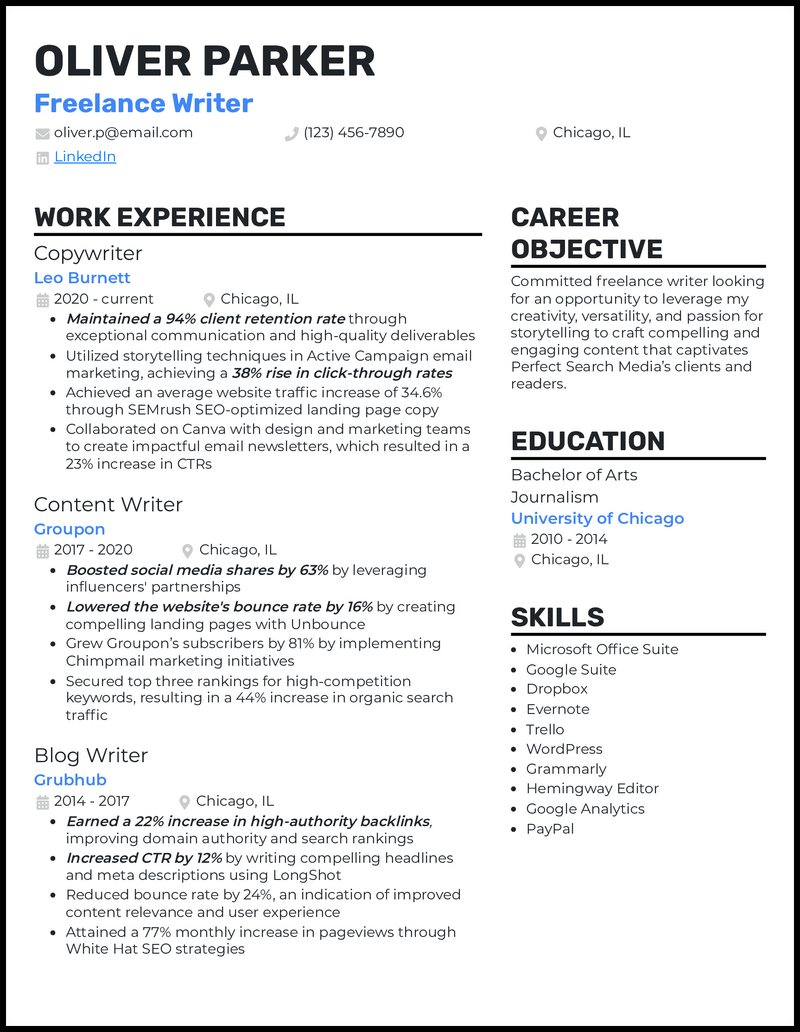 OLIVER PARKER
Freelance Writer
oliver.p@email.com
(123) 456-7890
Chicago, IL
LinkedIn
WORK EXPERIENCE
Copywriter
Leo Burnett
2020 - current
Chicago, IL
• Maintained a 94% client retention rate through
exceptional communication and high-quality deliverables
• Utilized storytelling techniques in Active Campaign email
marketing, achieving a 38% rise in click-through rates
• Achieved an average website traffic increase of 34.6%
through SEMrush SEO-optimized landing page copy
• Collaborated on Canva with design and marketing teams
to create impactful email newsletters, which resulted in a
23% increase in CTRs
Content Writer
Groupon
2017 - 2020
Chicago, IL
• Boosted social media shares by 63% by leveraging
influencers' partnerships
• Lowered the website's bounce rate by 16% by creating
compelling landing pages with Unbounce
• Grew Groupon’s subscribers by 81% by implementing
Chimpmail marketing initiatives
• Secured top three rankings for high-competition
keywords, resulting in a 44% increase in organic search
traffic
Blog Writer
Grubhub
2014 - 2017
Chicago, IL
• Earned a 22% increase in high-authority backlinks,
improving domain authority and search rankings
• Increased CTR by 12% by writing compelling headlines
and meta descriptions using LongShot
• Reduced bounce rate by 24%, an indication of improved
content relevance and user experience
• Attained a 77% monthly increase in pageviews through
White Hat SEO strategies
CAREER
OBJECTIVE
Committed freelance writer looking
for an opportunity to leverage my
creativity, versatility, and passion for
storytelling to craft compelling and
engaging content that captivates
Perfect Search Media’s clients and
readers.
EDUCATION
Bachelor of Arts
Journalism
University of Chicago
2010 - 2014
Chicago, IL
SKILLS
• Microsoft Office Suite
• Google Suite
• Dropbox
• Evernote
• Trello
• WordPress
• Grammarly
• Hemingway Editor
• Google Analytics
• PayPal